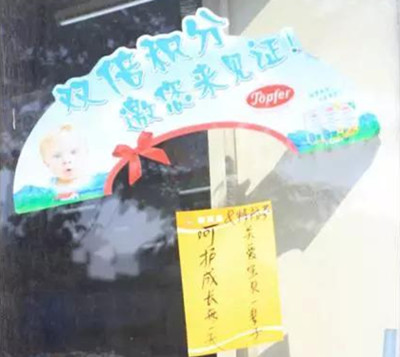 双倍积分
邀您来见证!
Topfer
关爱宝贝一辈子
呵护成长每一天